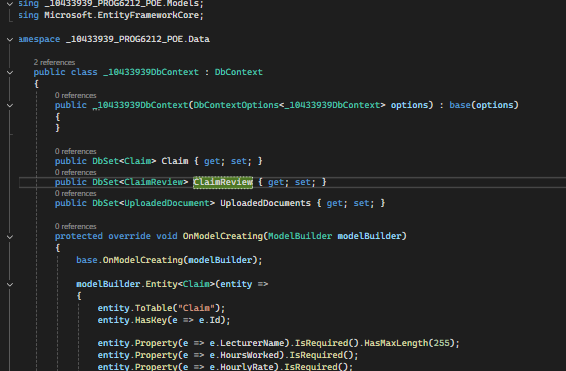 sing _10433939_PROG6212_POE.Models;
sing Microsoft.EntityFrameworkCore;
amespace _10433939_PROG6212_POE.Data
2 references
public class _10433939DbContext : DbContext
{
0 references
public _10433939DbContext(DbContextOptions<_10433939DbContext> options) : base(options)
{
}
0 references
public DbSet<Claim> Claim { get; set; }
0 references
public DbSet<ClaimReview> ClaimReview { get; set; }
0 references
public DbSet<UploadedDocument> UploadedDocuments { get; set; }
0 references
protected override void OnModelCreating(ModelBuilder modelBuilder)
{
base.OnModelCreating(modelBuilder);
modelBuilder.Entity<Claim>(entity =>
{
entity.ToTable("Claim");
entity.HasKey(e => e.Id);
entity.Property(e => e.LecturerName).IsRequired().HasMaxLength(255);
entity.Property(e => e.HoursWorked).IsRequired();
entity.Property(e => e.HourlyRate).IsRequired();